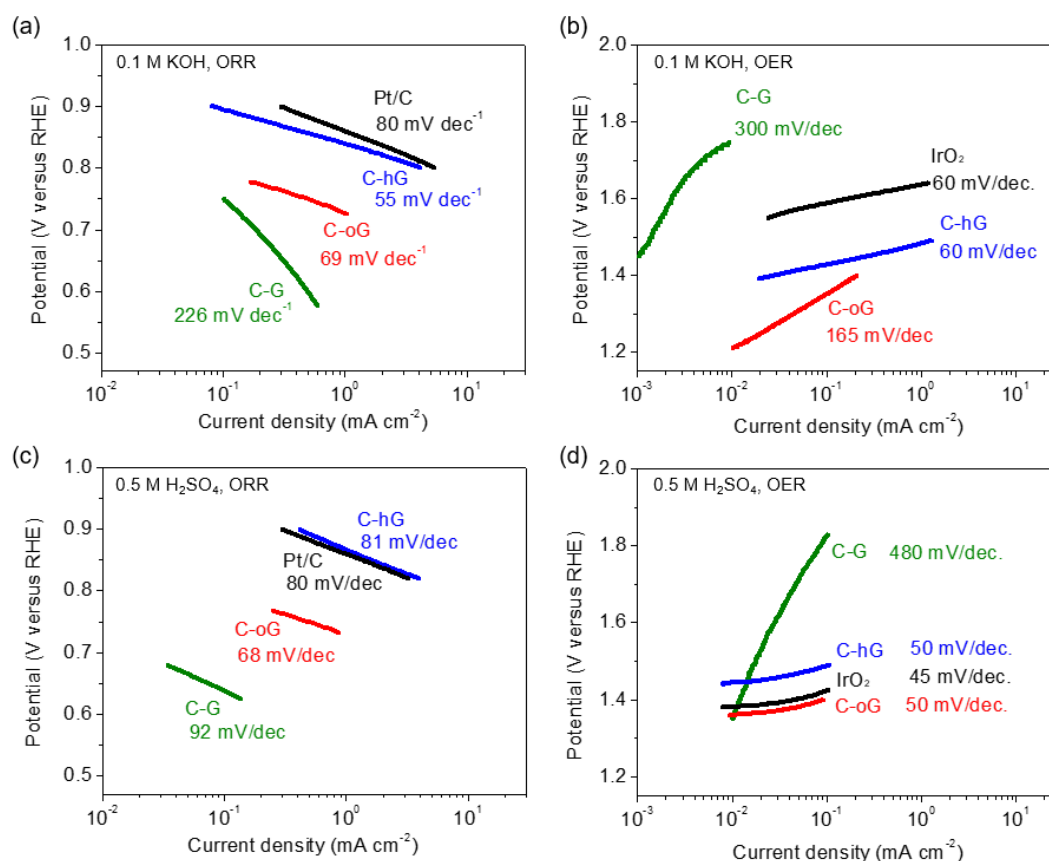 (a)
0.1 M KOH, ORR
Pt/C
80 mV dec⁻¹
C-hG
55 mV dec⁻¹
C-oG
69 mV dec⁻¹
C-G
226 mV dec⁻¹
1.0
0.9
0.8
0.7
0.6
0.5
Potential (V versus RHE)
10⁻² 10⁻¹ 10⁰ 10¹
Current density (mA cm⁻²)
(b)
0.1 M KOH, OER
C-G
300 mV/dec
IrO₂
60 mV/dec.
C-hG
60 mV/dec
C-oG
165 mV/dec
2.0
1.8
1.6
1.4
1.2
Potential (V versus RHE)
10⁻³ 10⁻² 10⁻¹ 10⁰ 10¹
Current density (mA cm⁻²)
(c)
0.5 M H₂SO₄, ORR
C-hG
81 mV/dec
Pt/C
80 mV/dec
C-oG
68 mV/dec
C-G
92 mV/dec
1.0
0.9
0.8
0.7
0.6
0.5
Potential (V versus RHE)
10⁻² 10⁻¹ 10⁰ 10¹
Current density (mA cm⁻²)
(d)
0.5 M H₂SO₄, OER
C-G 480 mV/dec.
C-hG 50 mV/dec.
IrO₂ 45 mV/dec.
C-oG 50 mV/dec.
2.0
1.8
1.6
1.4
1.2
Potential (V versus RHE)
10⁻³ 10⁻² 10⁻¹ 10⁰ 10¹
Current density (mA cm⁻²)